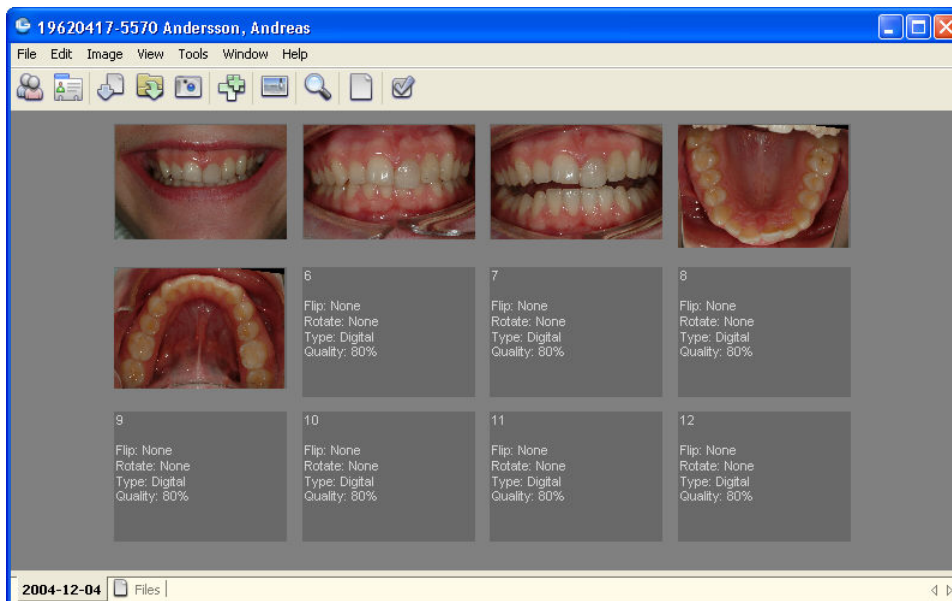 19620417-5570 Andersson, Andreas
File Edit Image View Tools Window Help
6
Flip: None
Rotate: None
Type: Digital
Quality: 80%
7
Flip: None
Rotate: None
Type: Digital
Quality: 80%
8
Flip: None
Rotate: None
Type: Digital
Quality: 80%
9
Flip: None
Rotate: None
Type: Digital
Quality: 80%
10
Flip: None
Rotate: None
Type: Digital
Quality: 80%
11
Flip: None
Rotate: None
Type: Digital
Quality: 80%
12
Flip: None
Rotate: None
Type: Digital
Quality: 80%
2004-12-04 Files